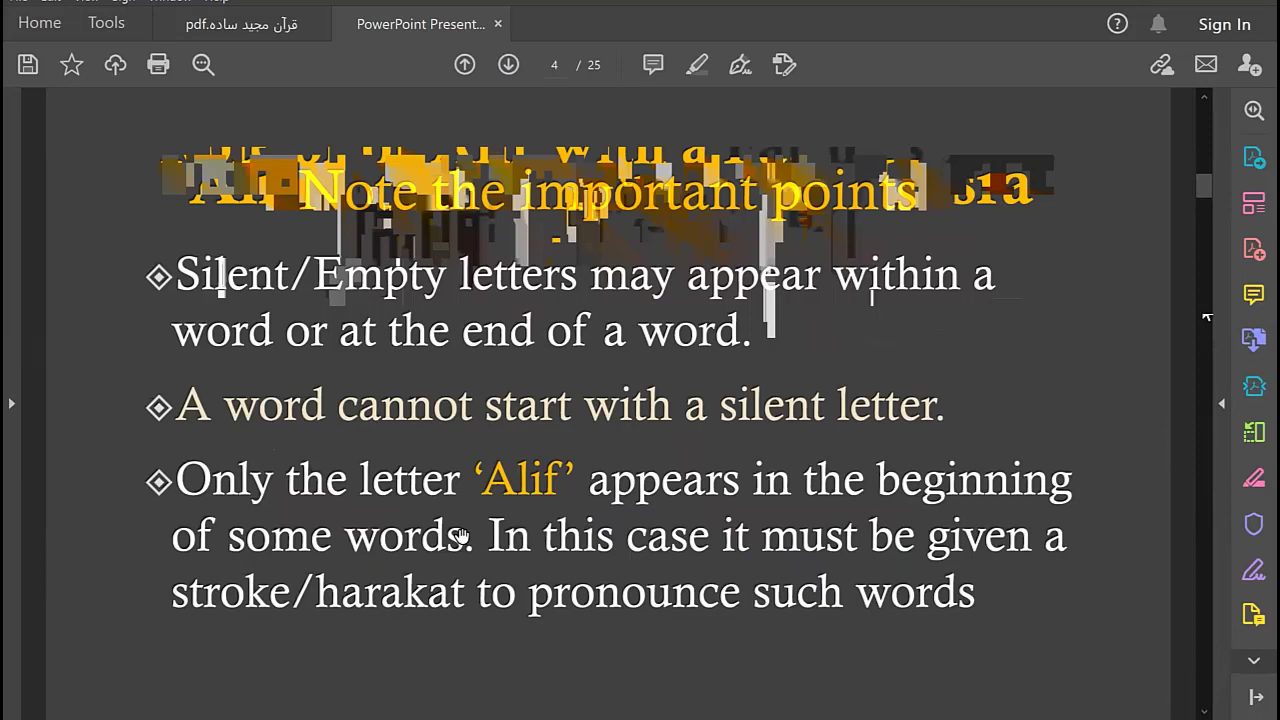 Home Tools قرآن مجید ساده.pdf PowerPoint Present... × Sign In
4 / 25
Note the important points
Silent/Empty letters may appear within a
word or at the end of a word.
A word cannot start with a silent letter.
Only the letter ‘Alif’ appears in the beginning
of some words. In this case it must be given a
stroke/harakat to pronounce such words